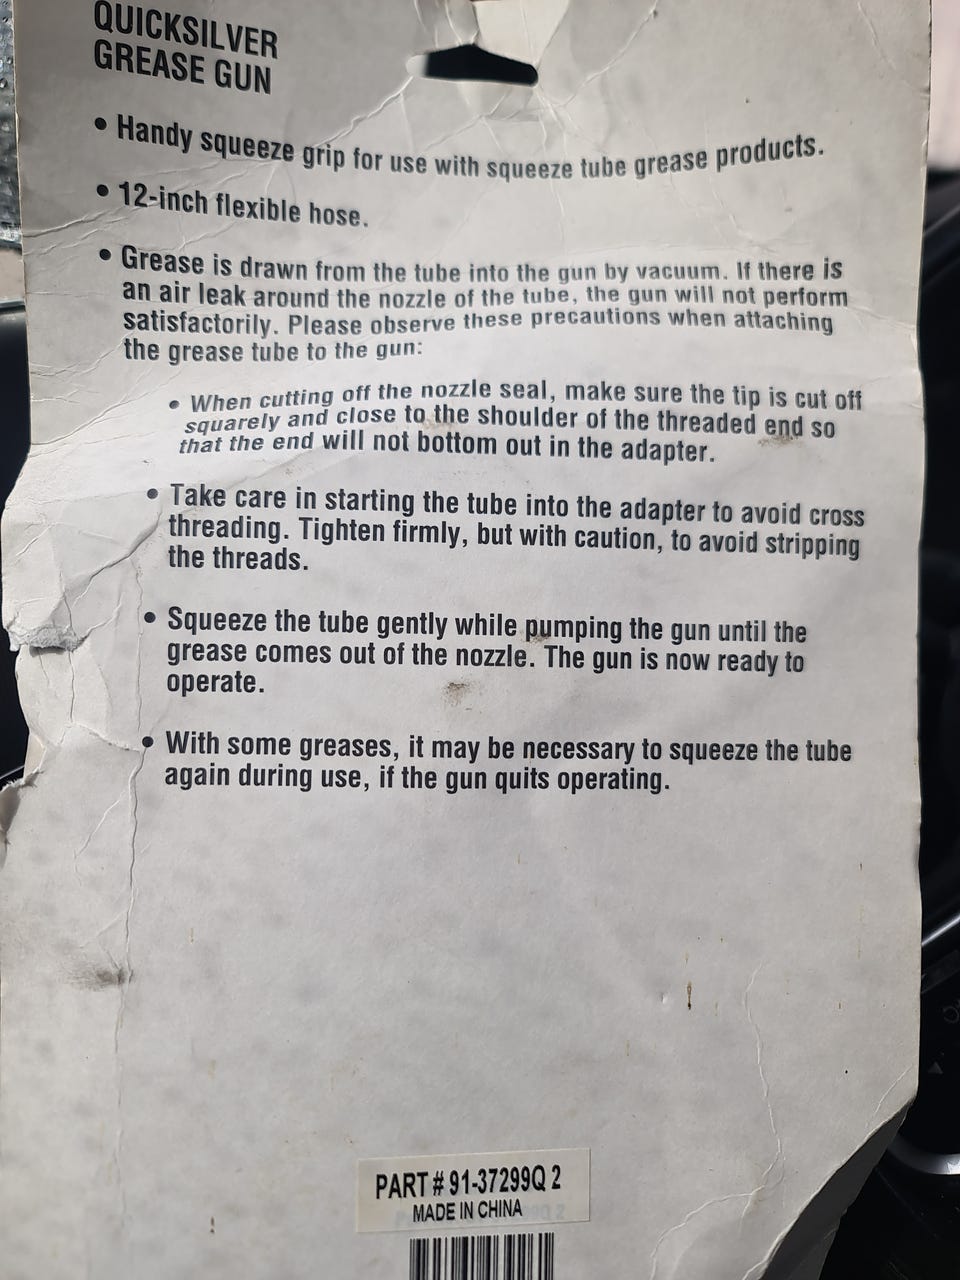 QUICKSILVER
GREASE GUN
• Handy squeeze grip for use with squeeze tube grease products.
• 12-inch flexible hose.
• Grease is drawn from the tube into the gun by vacuum. If there is
an air leak around the nozzle of the tube, the gun will not perform
satisfactorily. Please observe these precautions when attaching
the grease tube to the gun:
• When cutting off the nozzle seal, make sure the tip is cut off
squarely and close to the shoulder of the threaded end so
that the end will not bottom out in the adapter.
• Take care in starting the tube into the adapter to avoid cross
threading. Tighten firmly, but with caution, to avoid stripping
the threads.
• Squeeze the tube gently while pumping the gun until the
grease comes out of the nozzle. The gun is now ready to
operate.
• With some greases, it may be necessary to squeeze the tube
again during use, if the gun quits operating.
PART # 91-37299Q 2
MADE IN CHINA